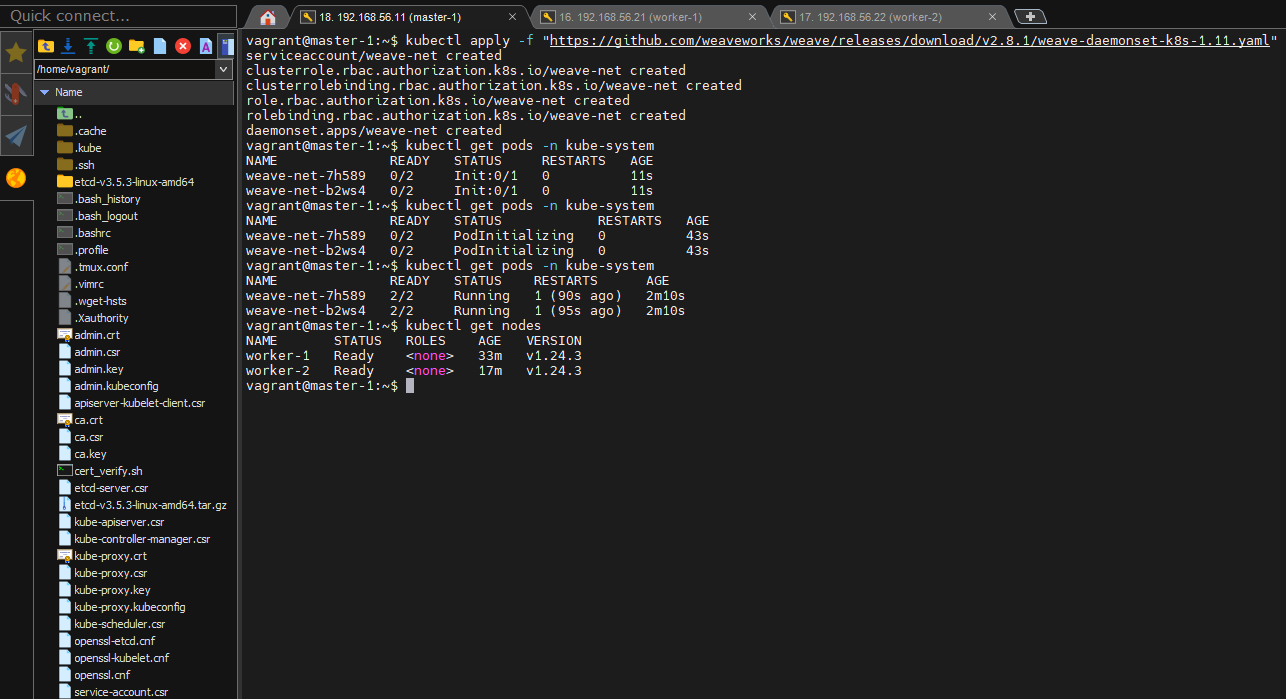 Quick connect...
18. 192.168.56.11 (master-1)
16. 192.168.56.21 (worker-1)
17. 192.168.56.22 (worker-2)
/home/vagrant/
Name
..
.cache
.kube
.ssh
etcd-v3.5.3-linux-amd64
.bash_history
.bash_logout
.bashrc
.profile
.tmux.conf
.vimrc
.wget-hsts
.Xauthority
admin.crt
admin.csr
admin.key
admin.kubeconfig
apiserver-kubelet-client.csr
ca.crt
ca.csr
ca.key
cert_verify.sh
etcd-server.csr
etcd-v3.5.3-linux-amd64.tar.gz
kube-apiserver.csr
kube-controller-manager.csr
kube-proxy.crt
kube-proxy.csr
kube-proxy.key
kube-proxy.kubeconfig
kube-scheduler.csr
openssl-etcd.cnf
openssl-kubelet.cnf
openssl.cnf
service-account.csr
vagrant@master-1:~$ kubectl apply -f "https://github.com/weaveworks/weave/releases/download/v2.8.1/weave-daemonset-k8s-1.11.yaml"
serviceaccount/weave-net created
clusterrole.rbac.authorization.k8s.io/weave-net created
clusterrolebinding.rbac.authorization.k8s.io/weave-net created
role.rbac.authorization.k8s.io/weave-net created
rolebinding.rbac.authorization.k8s.io/weave-net created
daemonset.apps/weave-net created
vagrant@master-1:~$ kubectl get pods -n kube-system
NAME READY STATUS RESTARTS AGE
weave-net-7h589 0/2 Init:0/1 0 11s
weave-net-b2ws4 0/2 Init:0/1 0 11s
vagrant@master-1:~$ kubectl get pods -n kube-system
NAME READY STATUS RESTARTS AGE
weave-net-7h589 0/2 PodInitializing 0 43s
weave-net-b2ws4 0/2 PodInitializing 0 43s
vagrant@master-1:~$ kubectl get pods -n kube-system
NAME READY STATUS RESTARTS AGE
weave-net-7h589 2/2 Running 1 (90s ago) 2m10s
weave-net-b2ws4 2/2 Running 1 (95s ago) 2m10s
vagrant@master-1:~$ kubectl get nodes
NAME STATUS ROLES AGE VERSION
worker-1 Ready <none> 33m v1.24.3
worker-2 Ready <none> 17m v1.24.3
vagrant@master-1:~$